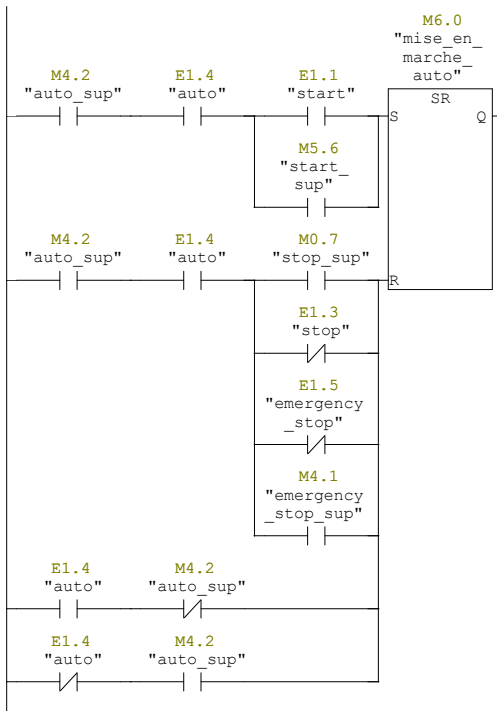 M6.0
"mise_en_
marche_
auto"
M4.2 E1.4 E1.1
"auto_sup" "auto" "start" SR
S Q
M5.6
"start_
sup"
M4.2 E1.4 M0.7
"auto_sup" "auto" "stop_sup"
R
E1.3
"stop"
E1.5
"emergency
_stop"
M4.1
"emergency
_stop_sup"
E1.4 M4.2
"auto" "auto_sup"
E1.4 M4.2
"auto" "auto_sup"